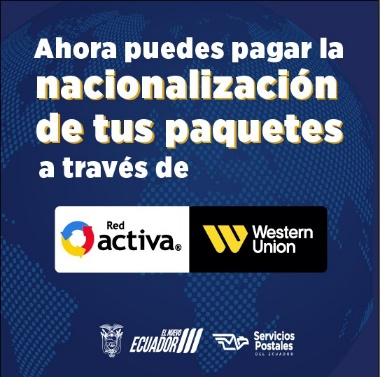 Ahora puedes pagar la
nacionalización
de tus paquetes
a través de
Red
activa®
Western
Union
EL NUEVO
ECUADOR
Servicios
Postales
DEL ECUADOR